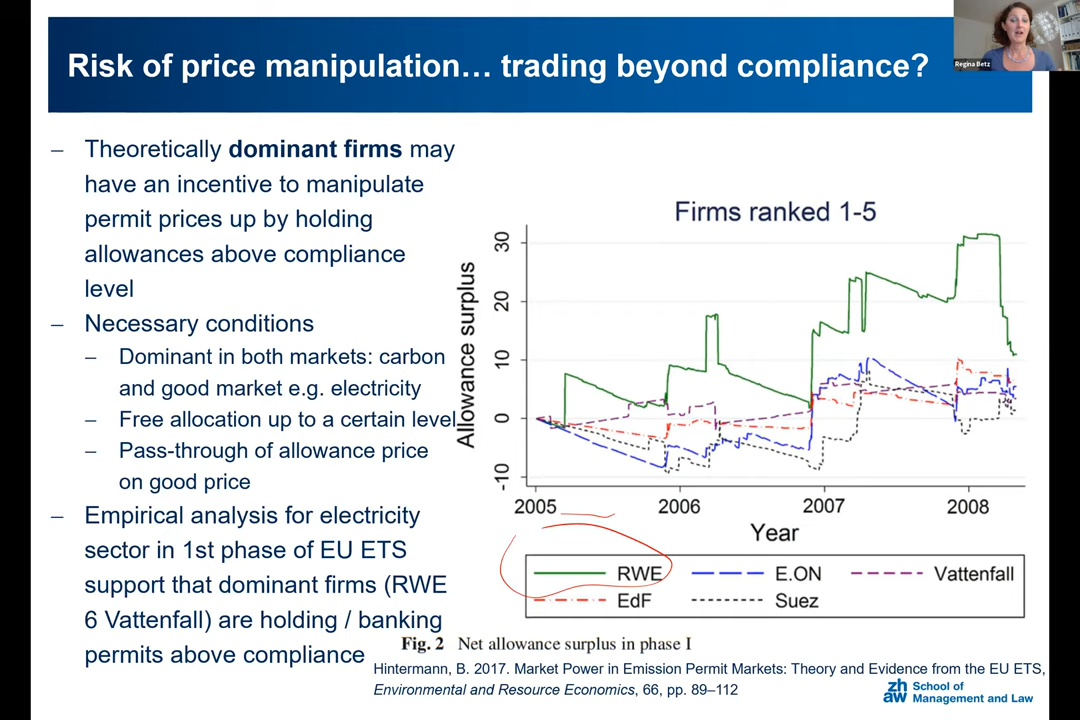 Risk of price manipulation… trading beyond compliance?
Regina Betz
– Theoretically dominant firms may
have an incentive to manipulate
permit prices up by holding
allowances above compliance
level
– Necessary conditions
– Dominant in both markets: carbon
and good market e.g. electricity
– Free allocation up to a certain level
– Pass-through of allowance price
on good price
– Empirical analysis for electricity
sector in 1st phase of EU ETS
support that dominant firms (RWE
6 Vattenfall) are holding / banking
permits above compliance
Firms ranked 1-5
Allowance surplus
30
20
10
0
-10
2005 2006 2007 2008
Year
RWE E.ON Vattenfall
EdF Suez
Fig. 2 Net allowance surplus in phase I
Hintermann, B. 2017. Market Power in Emission Permit Markets: Theory and Evidence from the EU ETS,
Environmental and Resource Economics, 66, pp. 89–112
zh School of
aw Management and Law